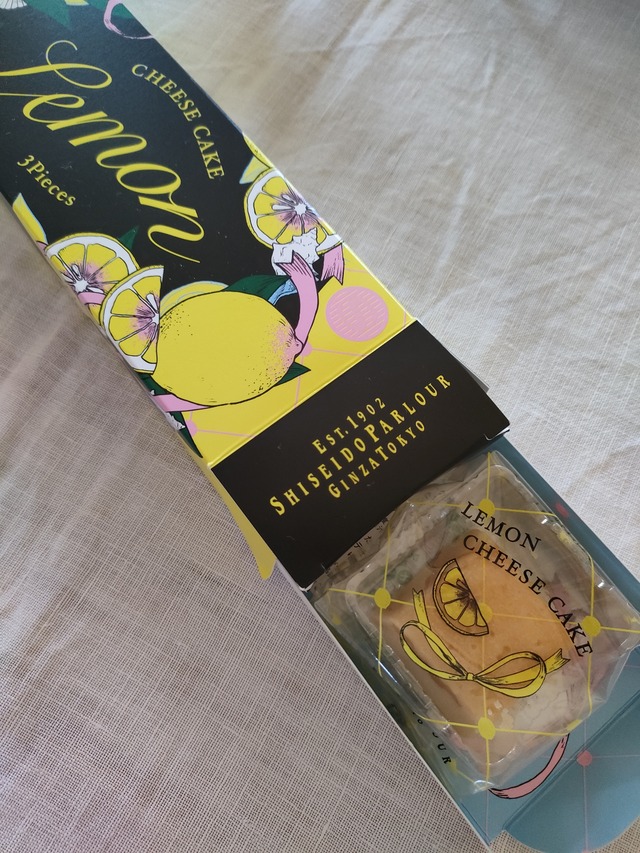 CHEESE CAKE
Lemon
3Pieces
EST.1902
SHISEIDO PARLOUR
GINZA TOKYO
LEMON
CHEESE CAKE